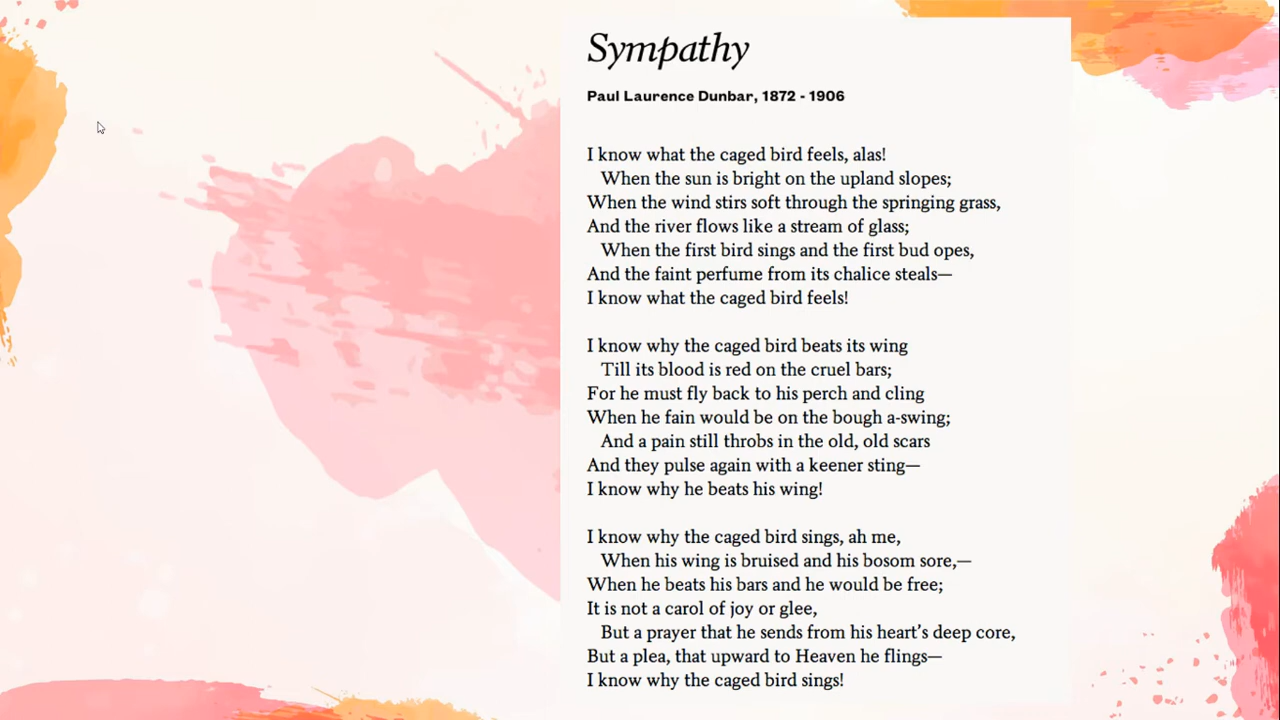 Sympathy
Paul Laurence Dunbar, 1872 - 1906
I know what the caged bird feels, alas!
When the sun is bright on the upland slopes;
When the wind stirs soft through the springing grass,
And the river flows like a stream of glass;
When the first bird sings and the first bud opes,
And the faint perfume from its chalice steals—
I know what the caged bird feels!
I know why the caged bird beats its wing
Till its blood is red on the cruel bars;
For he must fly back to his perch and cling
When he fain would be on the bough a-swing;
And a pain still throbs in the old, old scars
And they pulse again with a keener sting—
I know why he beats his wing!
I know why the caged bird sings, ah me,
When his wing is bruised and his bosom sore,—
When he beats his bars and he would be free;
It is not a carol of joy or glee,
But a prayer that he sends from his heart’s deep core,
But a plea, that upward to Heaven he flings—
I know why the caged bird sings!